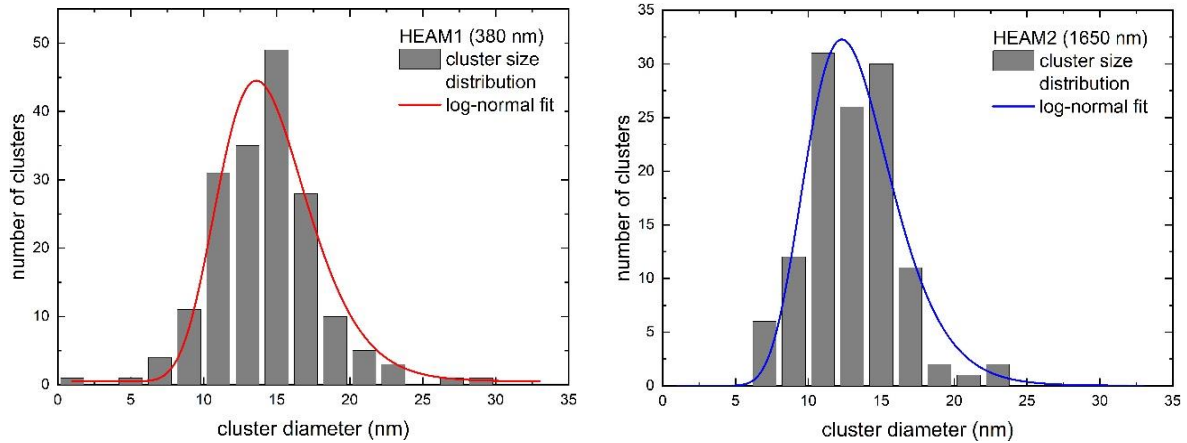 HEAM1 (380 nm)
cluster size
distribution
log-normal fit
number of clusters
50
40
30
20
10
0
0 5 10 15 20 25 30 35
cluster diameter (nm)
HEAM2 (1650 nm)
cluster size
distribution
log-normal fit
number of clusters
35
30
25
20
15
10
5
0
0 5 10 15 20 25 30 35
cluster diameter (nm)